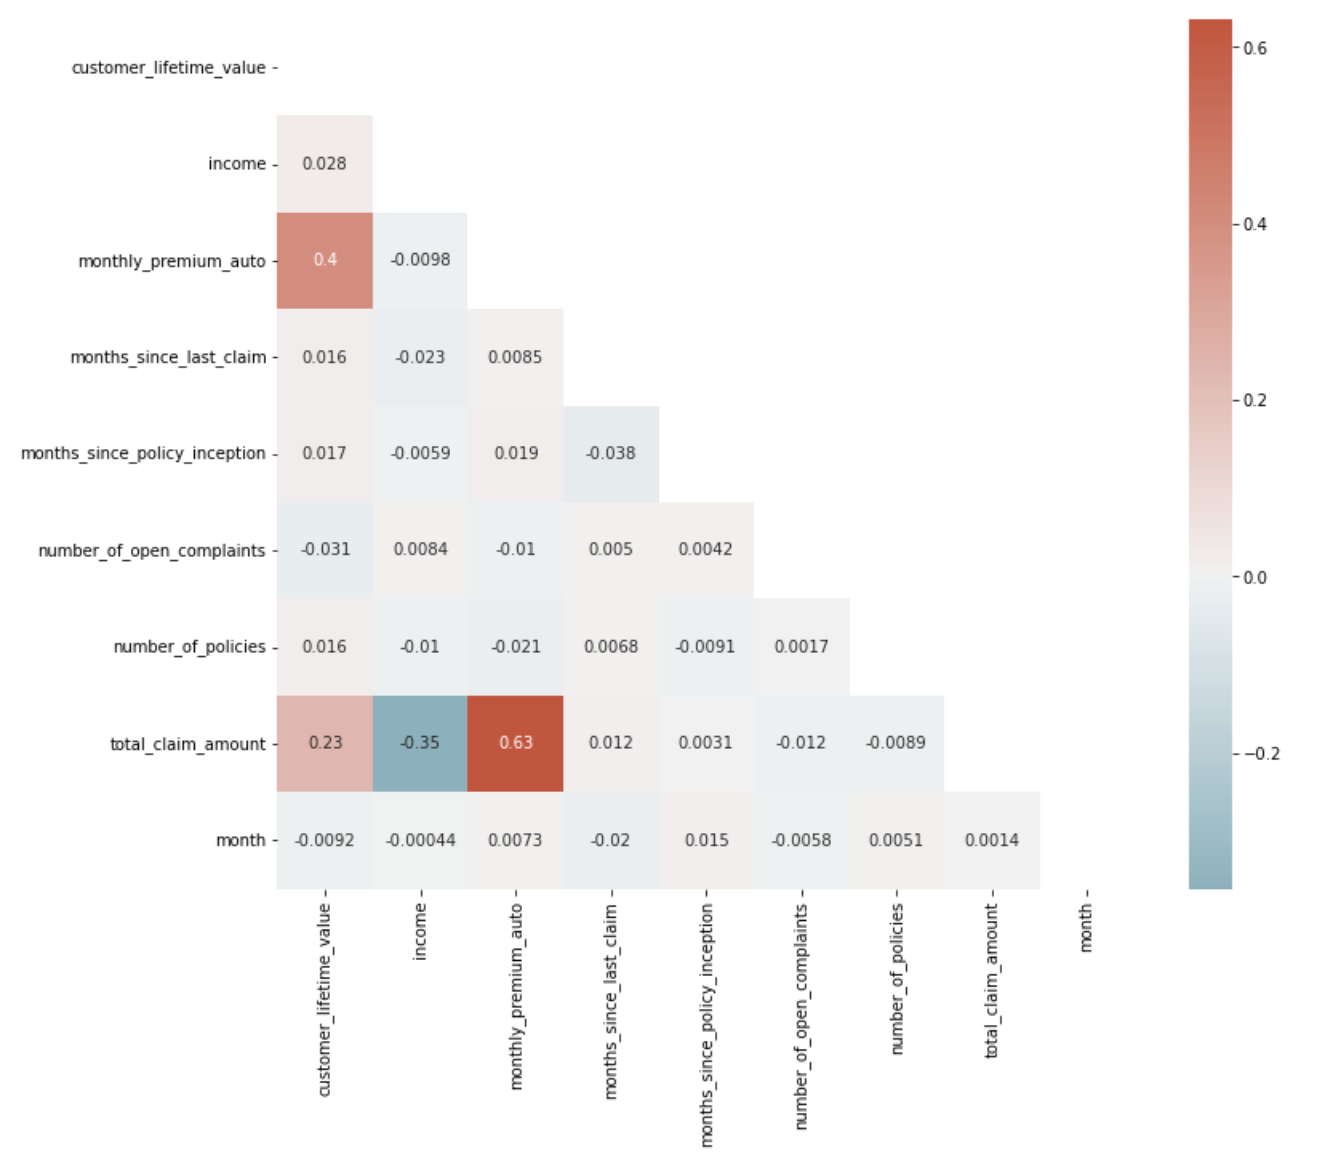 customer_lifetime_value
income 0.028
monthly_premium_auto 0.4 -0.0098
months_since_last_claim 0.016 -0.023 0.0085
months_since_policy_inception 0.017 -0.0059 0.019 -0.038
number_of_open_complaints -0.031 0.0084 -0.01 0.005 0.0042
number_of_policies 0.016 -0.01 -0.021 0.0068 -0.0091 0.0017
total_claim_amount 0.23 -0.35 0.63 0.012 0.0031 -0.012 -0.0089
month -0.0092 -0.00044 0.0073 -0.02 0.015 -0.0058 0.0051 0.0014
customer_lifetime_value
income
monthly_premium_auto
months_since_last_claim
months_since_policy_inception
number_of_open_complaints
number_of_policies
total_claim_amount
month
0.6
0.4
0.2
0.0
−0.2